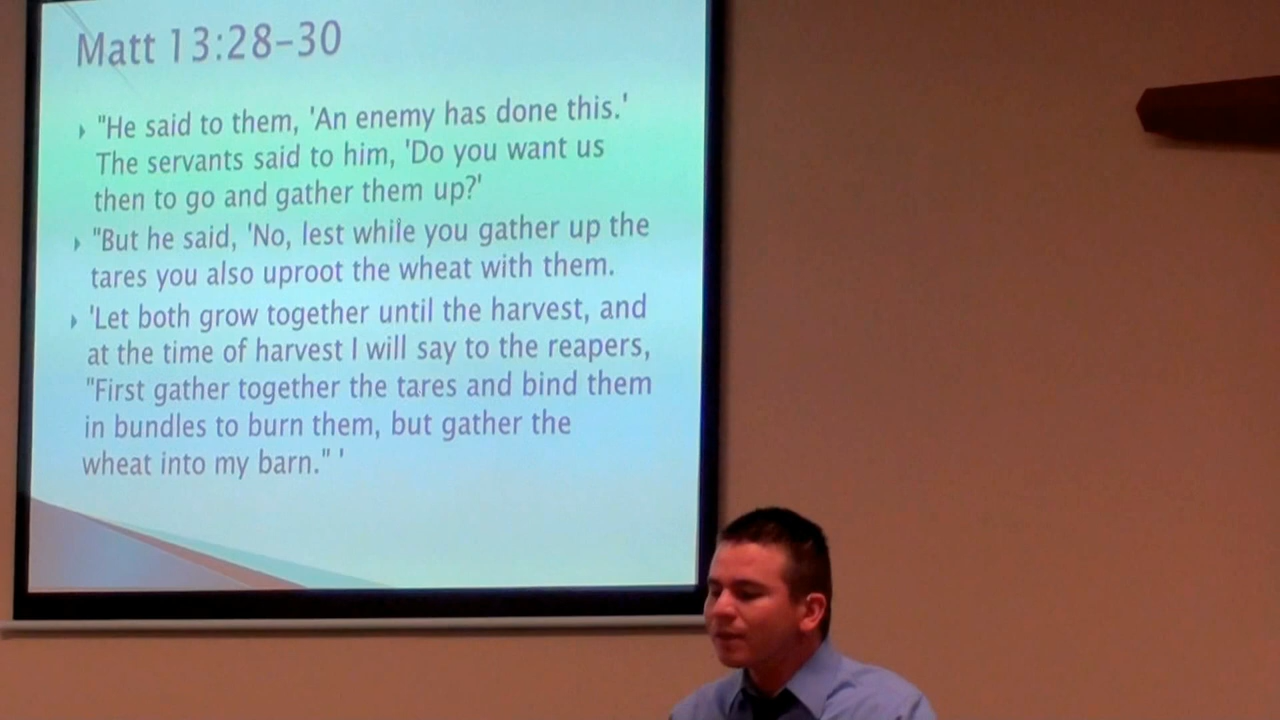 Matt 13:28-30
"He said to them, 'An enemy has done this.'
The servants said to him, 'Do you want us
then to go and gather them up?'
"But he said, 'No, lest while you gather up the
tares you also uproot the wheat with them.
'Let both grow together until the harvest, and
at the time of harvest I will say to the reapers,
"First gather together the tares and bind them
in bundles to burn them, but gather the
wheat into my barn." '